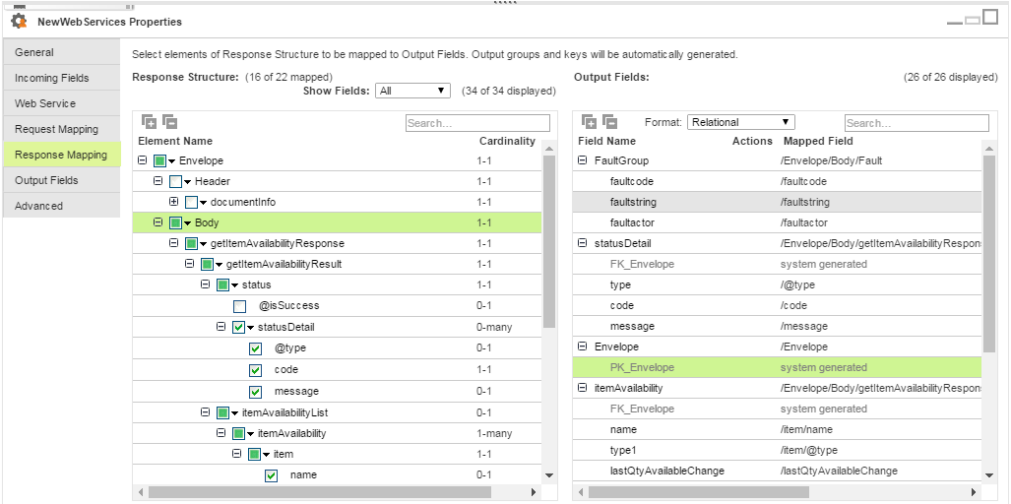 NewWebServices Properties
General
Incoming Fields
Web Service
Request Mapping
Response Mapping
Output Fields
Advanced
Select elements of Response Structure to be mapped to Output Fields. Output groups and keys will be automatically generated.
Response Structure: (16 of 22 mapped)
Show Fields: All (34 of 34 displayed)
Search...
Element Name Cardinality
Envelope 1-1
Header 1-1
documentInfo 1-1
Body 1-1
getItemAvailabilityResponse 1-1
getItemAvailabilityResult 1-1
status 1-1
@isSuccess 0-1
statusDetail 0-many
@type 0-1
code 1-1
message 0-1
itemAvailabilityList 0-1
itemAvailability 1-many
item 1-1
name 0-1
Output Fields: (26 of 26 displayed)
Format: Relational Search...
Field Name Actions Mapped Field
FaultGroup /Envelope/Body/Fault
faultcode /faultcode
faultstring /faultstring
faultactor /faultactor
statusDetail /Envelope/Body/getItemAvailabilityRespon
FK_Envelope system generated
type /@type
code /code
message /message
Envelope /Envelope
PK_Envelope system generated
itemAvailability /Envelope/Body/getItemAvailabilityRespon
FK_Envelope system generated
name /item/name
type1 /item/@type
lastQtyAvailableChange /lastQtyAvailableChange